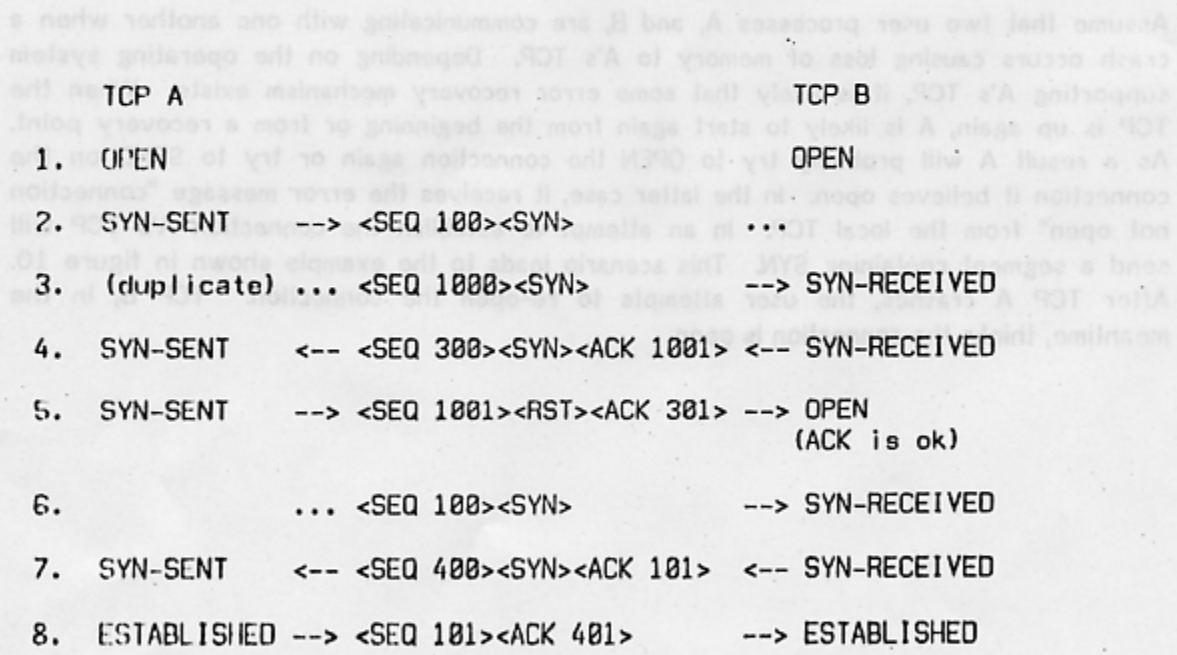 TCP A TCP B
1. OPEN OPEN
2. SYN-SENT --> <SEQ 100><SYN> ...
3. (duplicate) ... <SEQ 1000><SYN> --> SYN-RECEIVED
4. SYN-SENT <-- <SEQ 300><SYN><ACK 1001> <-- SYN-RECEIVED
5. SYN-SENT --> <SEQ 1001><RST><ACK 301> --> OPEN
(ACK is ok)
6. ... <SEQ 100><SYN> --> SYN-RECEIVED
7. SYN-SENT <-- <SEQ 400><SYN><ACK 101> <-- SYN-RECEIVED
8. ESTABLISHED --> <SEQ 101><ACK 401> --> ESTABLISHED